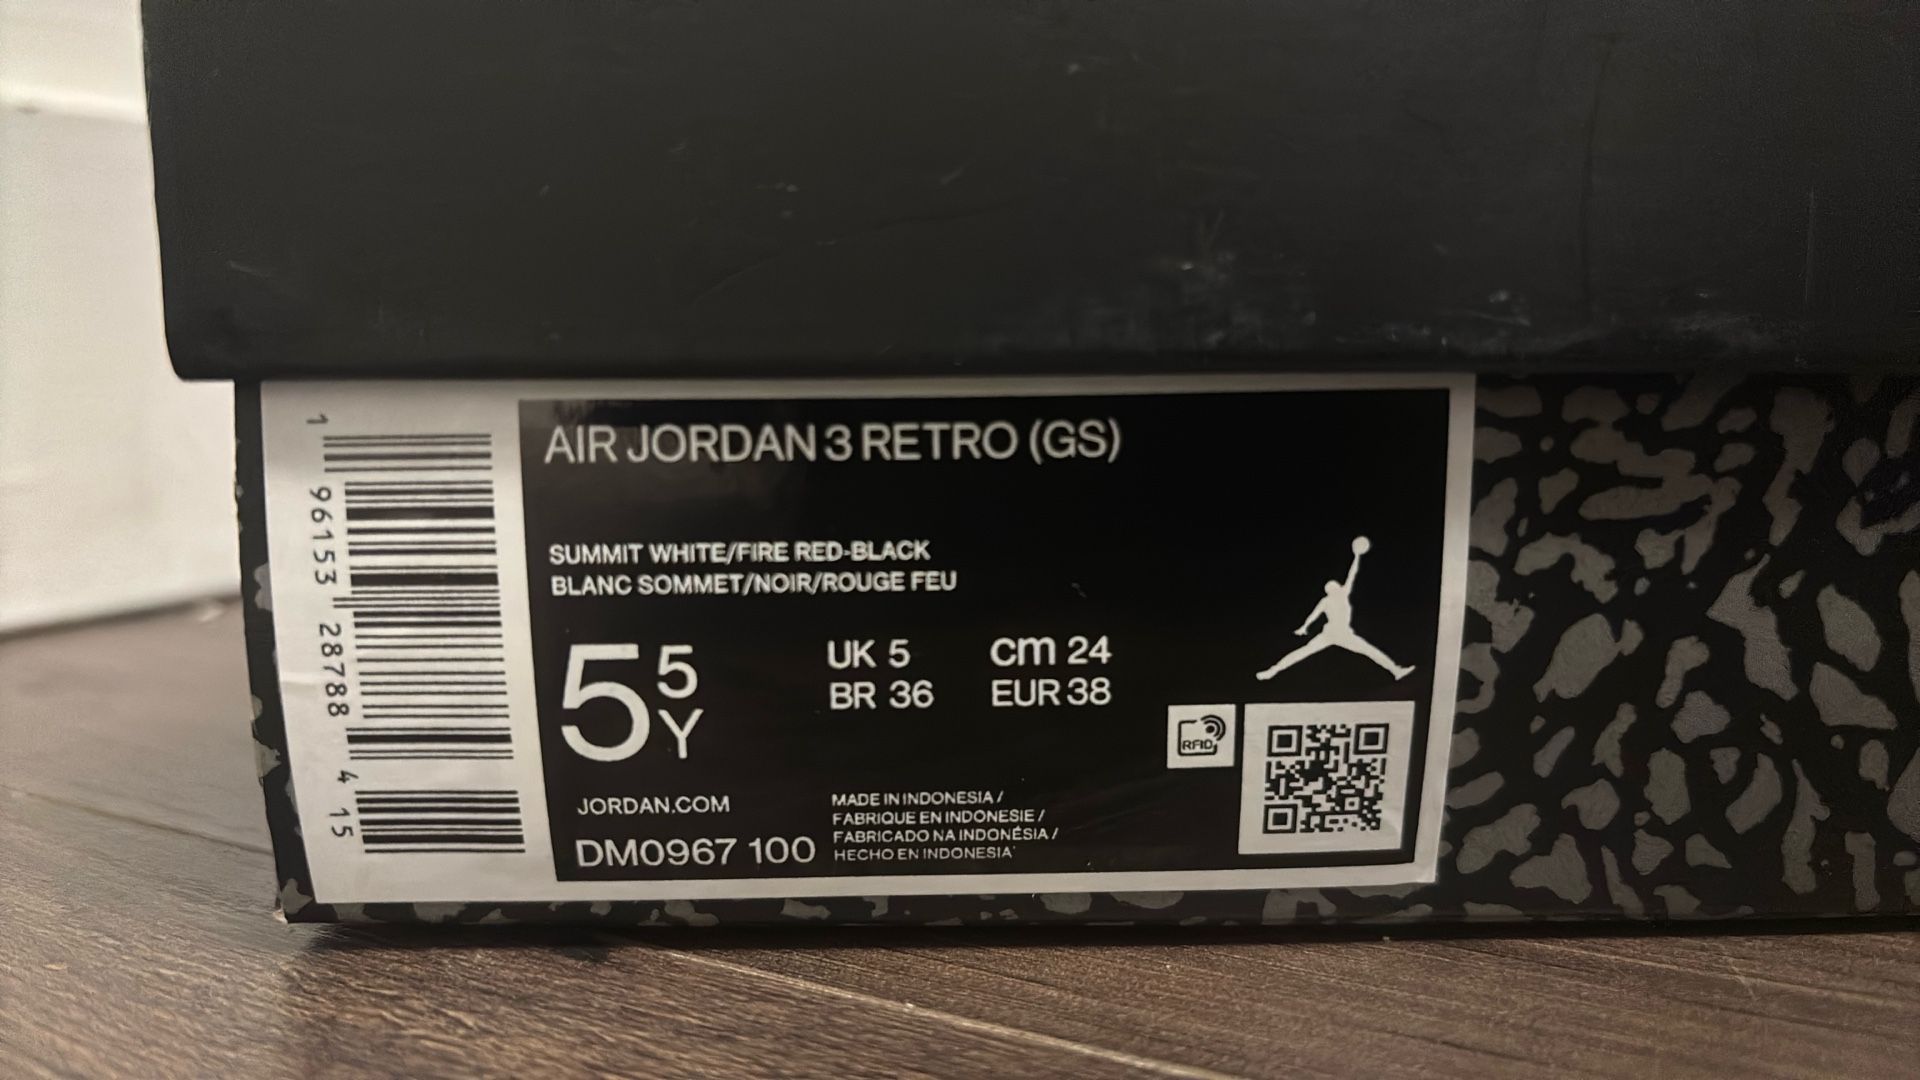 AIR JORDAN 3 RETRO (GS)
SUMMIT WHITE/FIRE RED-BLACK
BLANC SOMMET/NOIR/ROUGE FEU
5 5 Y
UK 5 cm 24
BR 36 EUR 38
RFID
JORDAN.COM
DM0967 100
MADE IN INDONESIA /
FABRIQUE EN INDONESIE /
FABRICADO NA INDONÉSIA /
HECHO EN INDONESIA
1 96153 28788 4 15